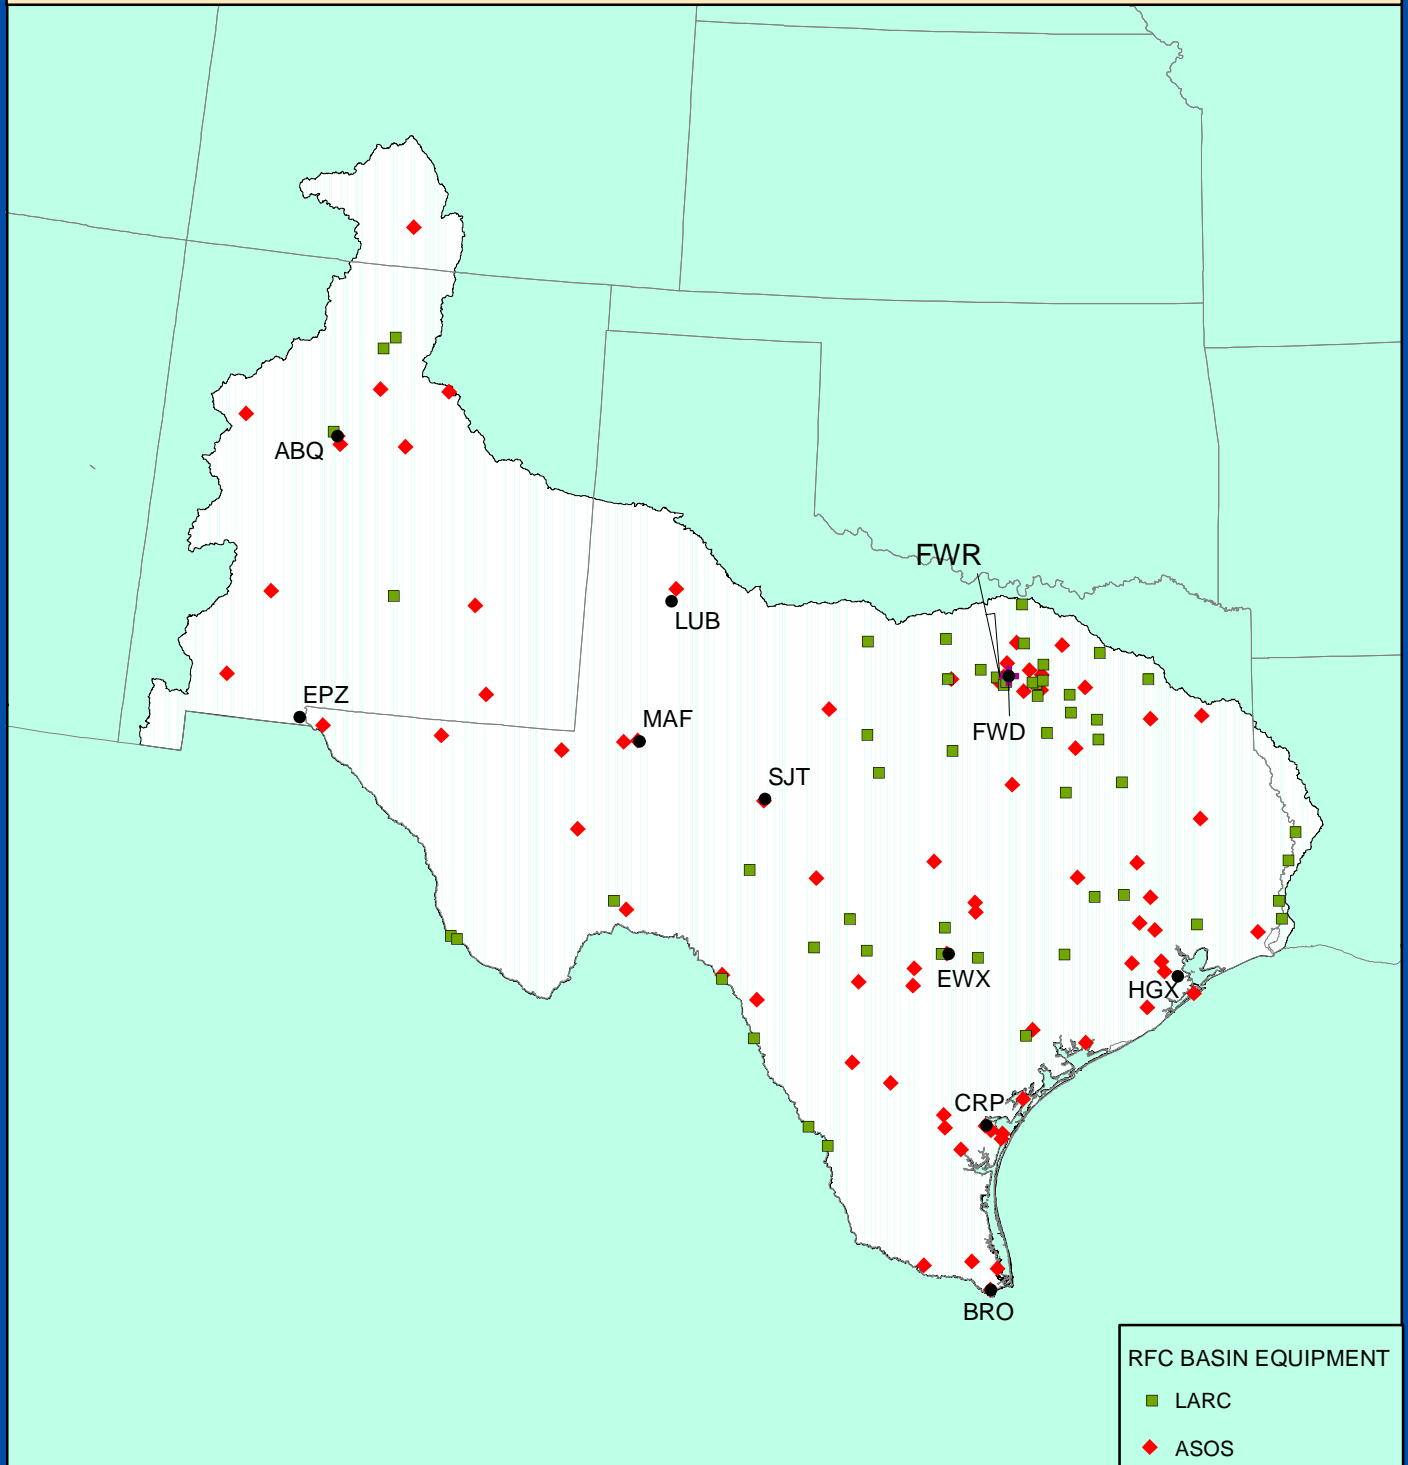 ABQ
FWR
LUB
EPZ
MAF
FWD
SJT
EWX
HGX
CRP
BRO
RFC BASIN EQUIPMENT
LARC
ASOS